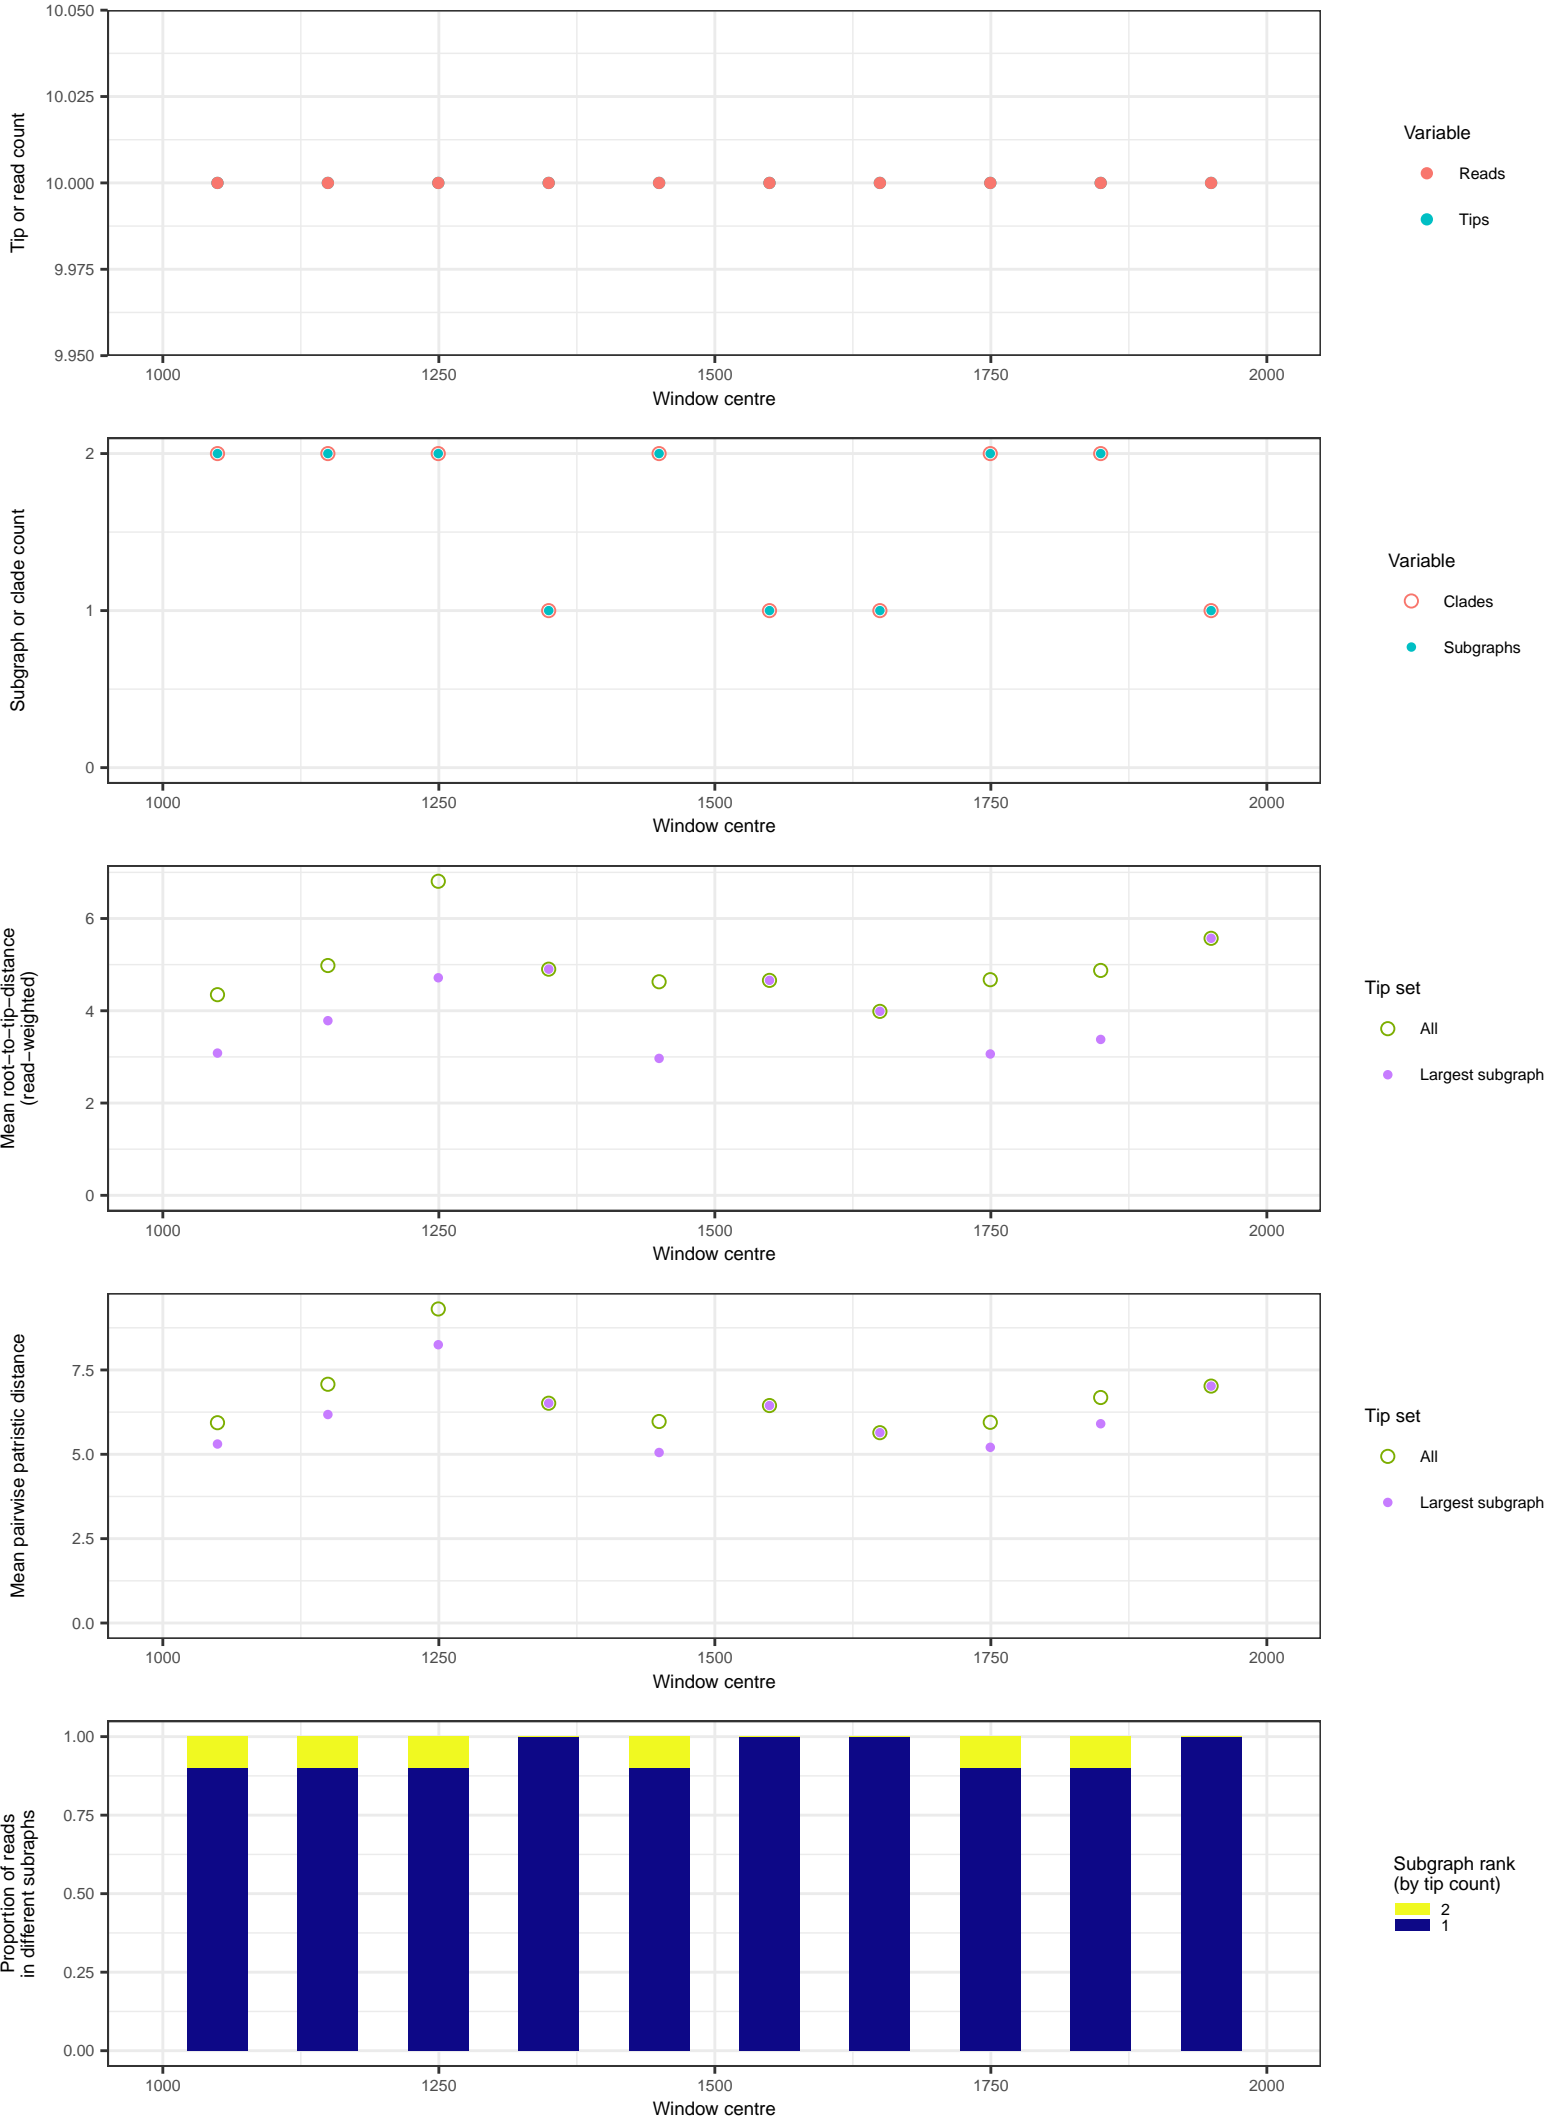 10.050
10.025
10.000
9.975
9.950
Tip or read count
1000 1250 1500 1750 2000
Window centre
Variable
Reads
Tips
2
1
0
Subgraph or clade count
1000 1250 1500 1750 2000
Window centre
Variable
Clades
Subgraphs
6
4
2
0
Mean root−to−tip−distance
(read−weighted)
1000 1250 1500 1750 2000
Window centre
Tip set
All
Largest subgraph
7.5
5.0
2.5
0.0
Mean pairwise patristic distance
1000 1250 1500 1750 2000
Window centre
Tip set
All
Largest subgraph
1.00
0.75
0.50
0.25
0.00
Proportion of reads
in different subraphs
1000 1250 1500 1750 2000
Window centre
Subgraph rank
(by tip count)
2
1